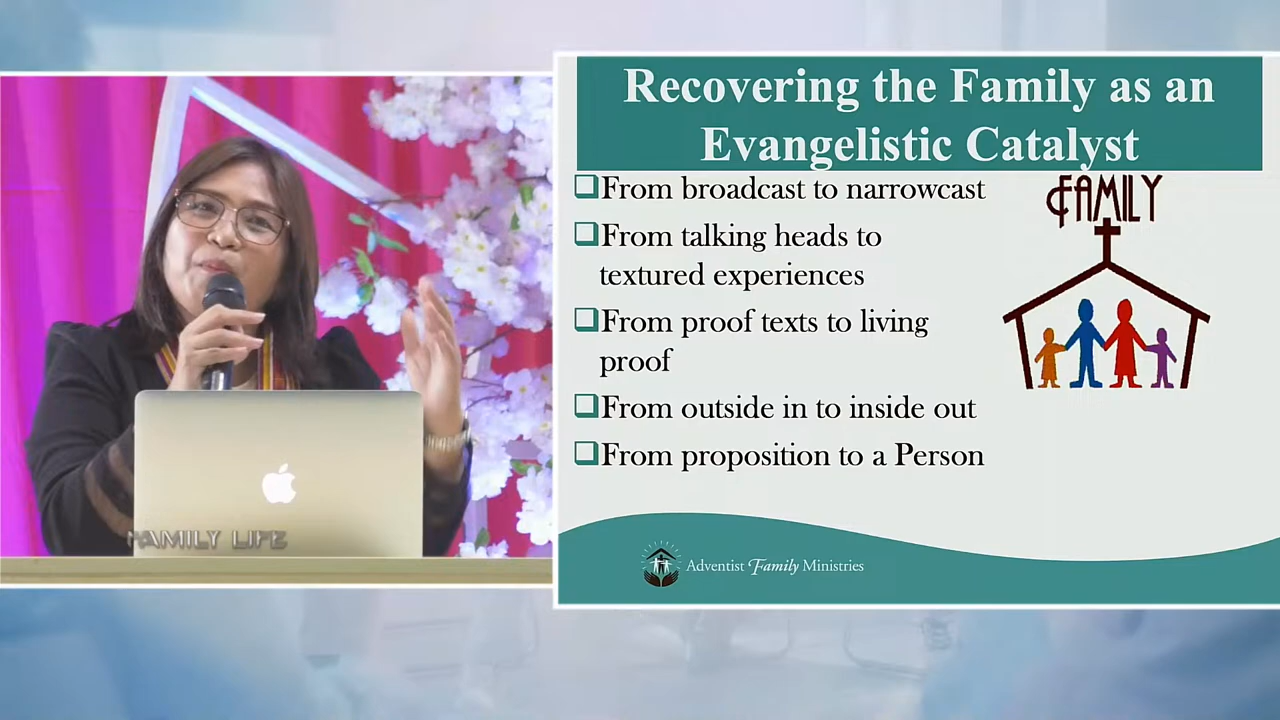 Recovering the Family as an
Evangelistic Catalyst
❑From broadcast to narrowcast
❑From talking heads to
textured experiences
❑From proof texts to living
proof
❑From outside in to inside out
❑From proposition to a Person
FAMILY
Adventist Family Ministries
FAMILY LIFE